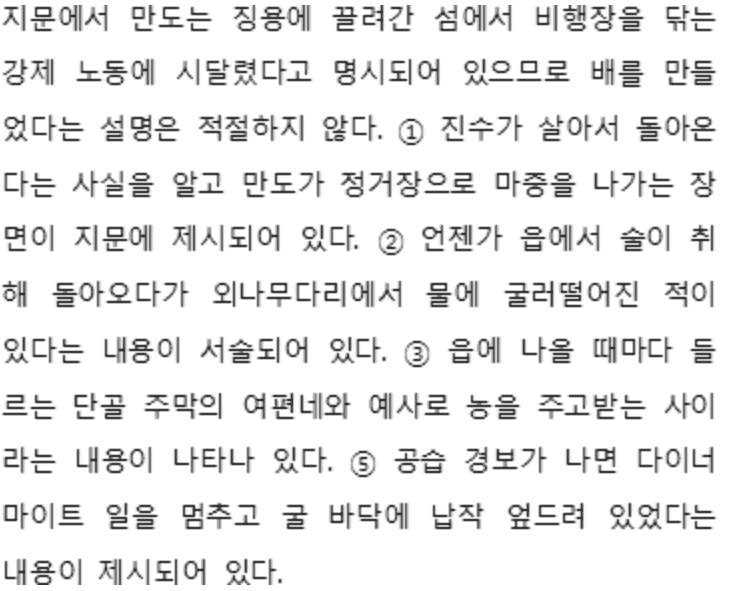 지문에서 만도는 징용에 끌려간 섬에서 비행장을 닦는
강제 노동에 시달렸다고 명시되어 있으므로 배를 만들
었다는 설명은 적절하지 않다. ① 진수가 살아서 돌아온
다는 사실을 알고 만도가 정거장으로 마중을 나가는 장
면이 지문에 제시되어 있다. ② 언젠가 읍에서 술이 취
해 돌아오다가 외나무다리에서 물에 굴러떨어진 적이
있다는 내용이 서술되어 있다. ③ 읍에 나올 때마다 들
르는 단골 주막의 여편네와 예사로 농을 주고받는 사이
라는 내용이 나타나 있다. ⑤ 공습 경보가 나면 다이너
마이트 일을 멈추고 굴 바닥에 납작 엎드려 있었다는
내용이 제시되어 있다.